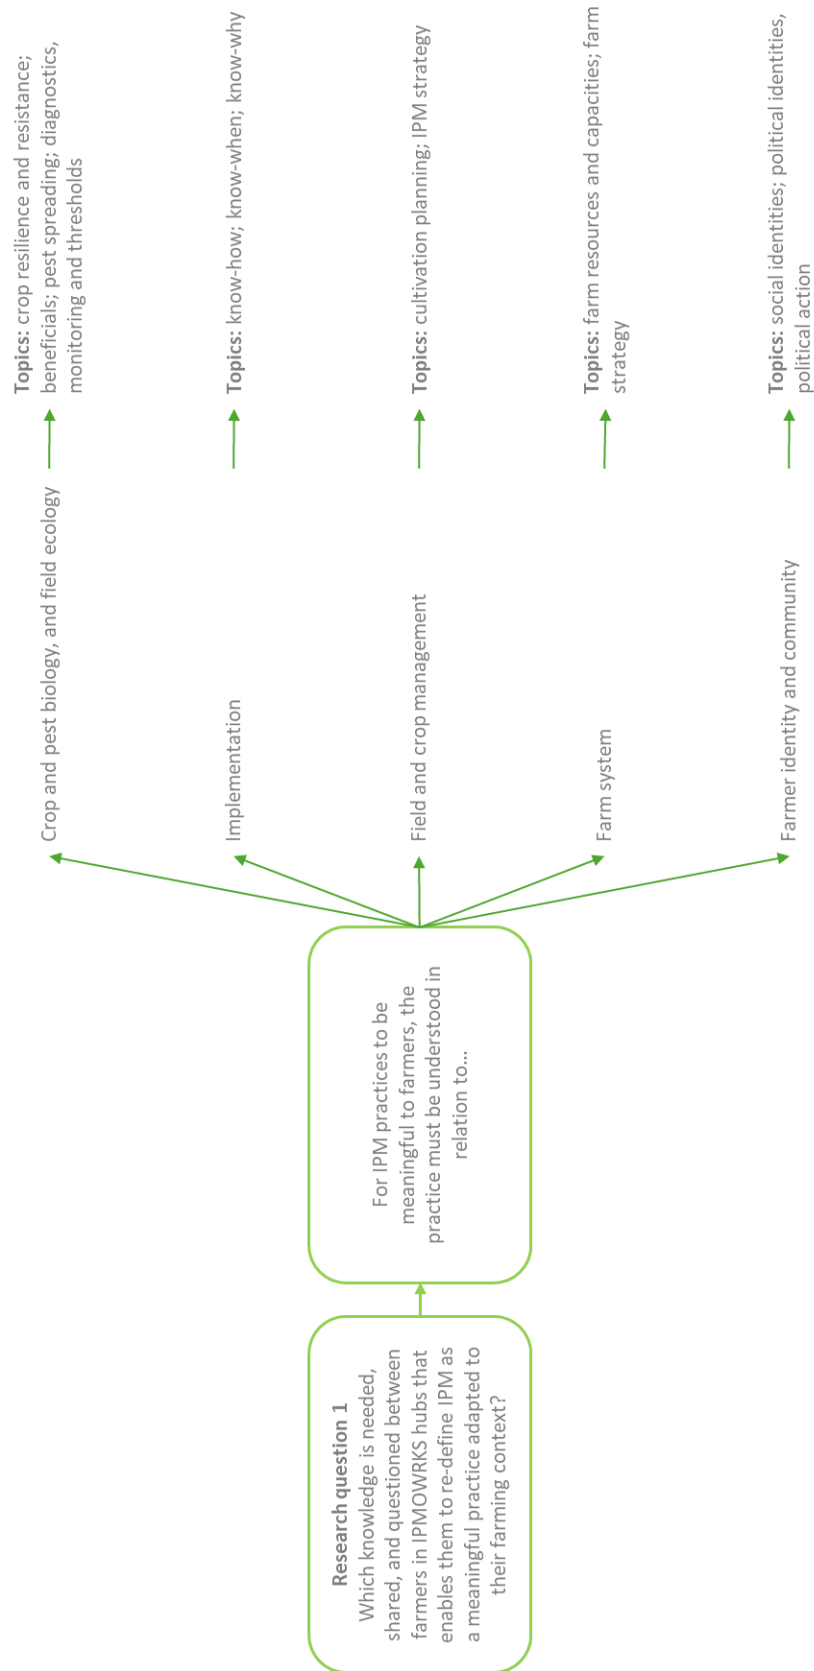 Research question 1
Which knowledge is needed,
shared, and questioned between
farmers in IPMOWRKS hubs that
enables them to re-define IPM as
a meaningful practice adapted to
their farming context?
For IPM practices to be
meaningful to farmers, the
practice must be understood in
relation to...
Crop and pest biology, and field ecology
Topics: crop resilience and resistance;
beneficials; pest spreading; diagnostics,
monitoring and thresholds
Implementation
Topics: know-how; know-when; know-why
Field and crop management
Topics: cultivation planning; IPM strategy
Farm system
Topics: farm resources and capacities; farm
strategy
Farmer identity and community
Topics: social identities; political identities,
political action